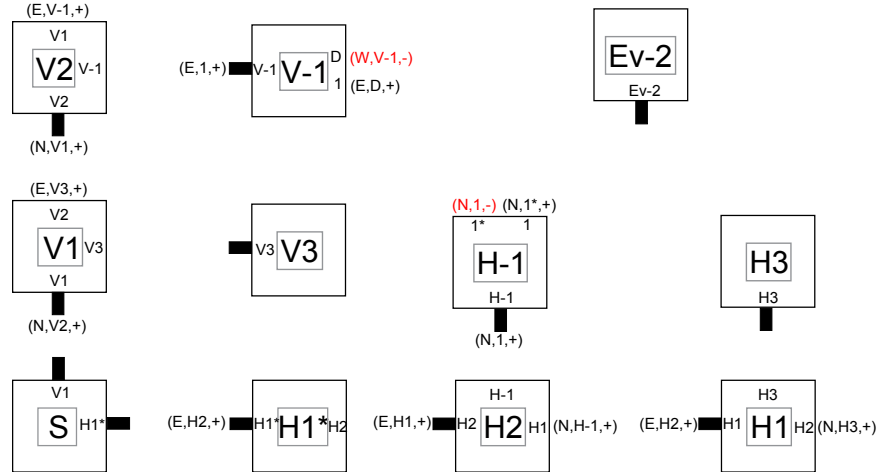 (E,V-1,+)
V1
V2 V-1
V2
(N,V1,+)
(E,1,+) V-1 V-1 D (W,V-1,-)
1 (E,D,+)
Ev-2
Ev-2
(E,V3,+)
V2
V1 V3
V1
(N,V2,+)
V3 V3
(N,1,-) (N,1*,+)
1* 1
H-1
H-1
(N,1,+)
H3
H3
V1
S H1*
(E,H2,+) H1* H1* H2
H-1
(E,H1,+) H2 H2 H1 (N,H-1,+)
H3
(E,H2,+) H1 H1 H2 (N,H3,+)